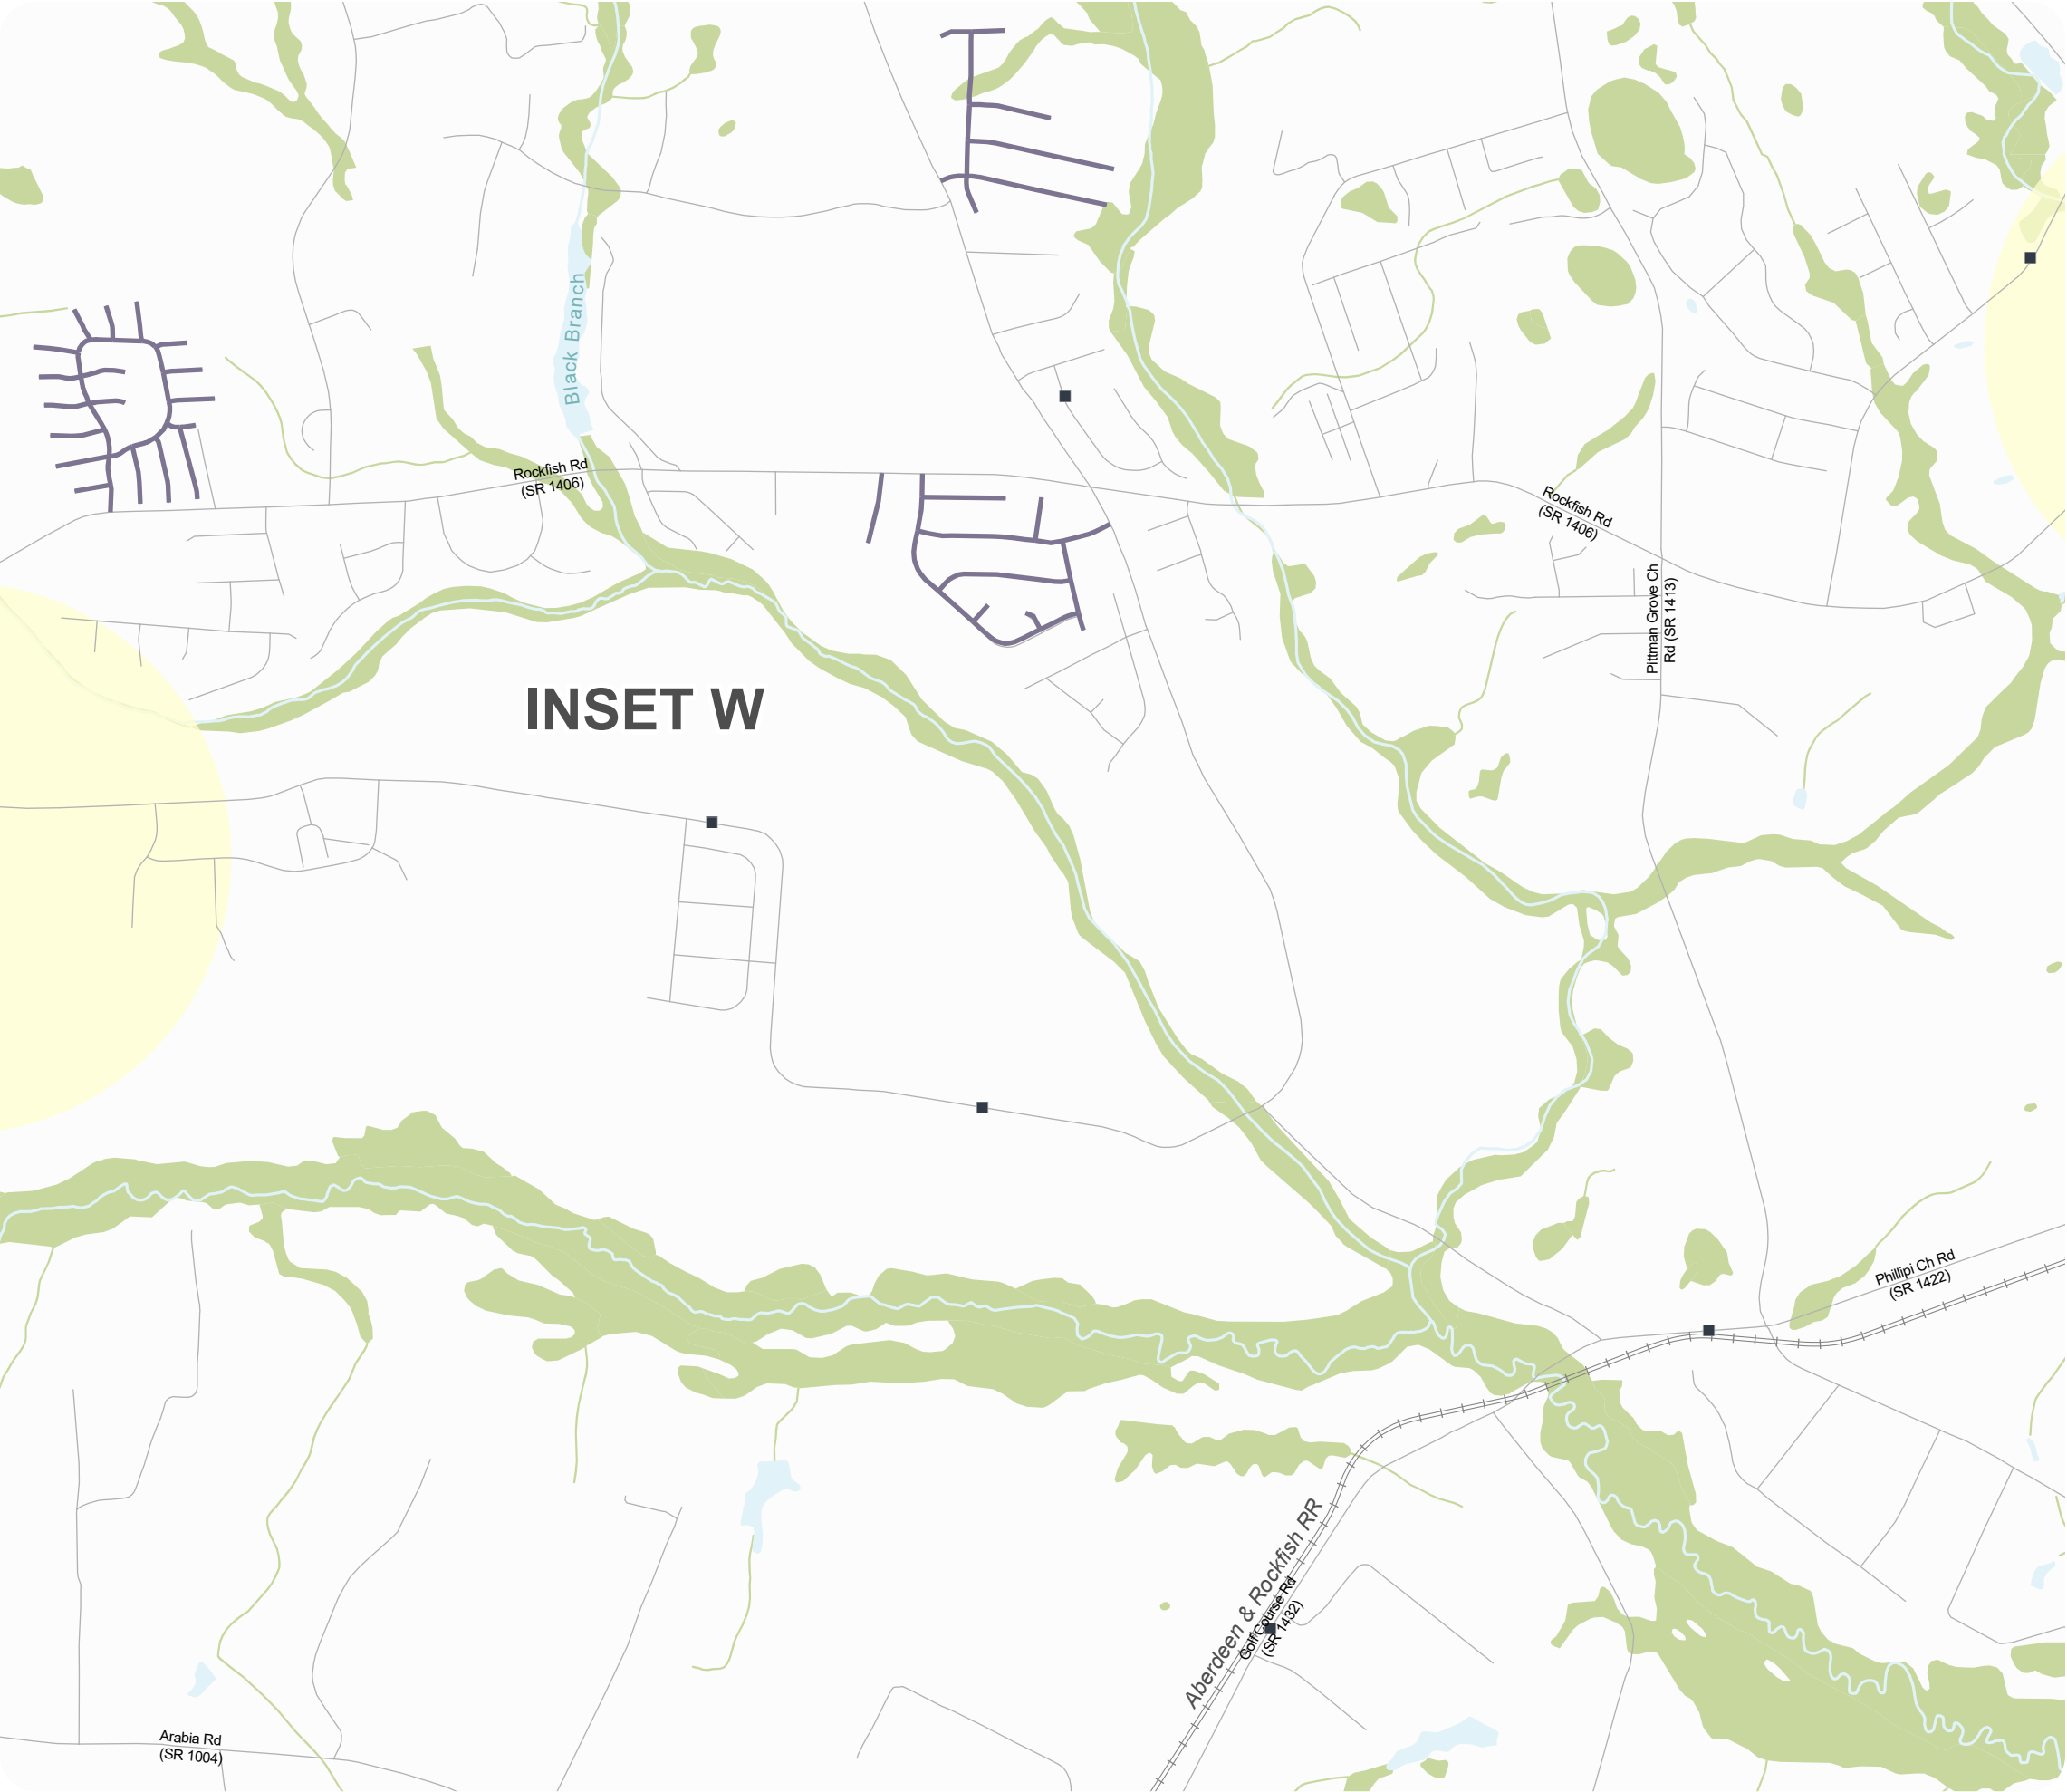 Black Branch
Rockfish Rd
(SR 1406)
Rockfish Rd
(SR 1406)
Pittman Grove Ch
Rd (SR 1413)
INSET W
Phillipi Ch Rd
(SR 1422)
Aberdeen & Rockfish RR
Golf Course Rd
(SR 1432)
Arabia Rd
(SR 1004)